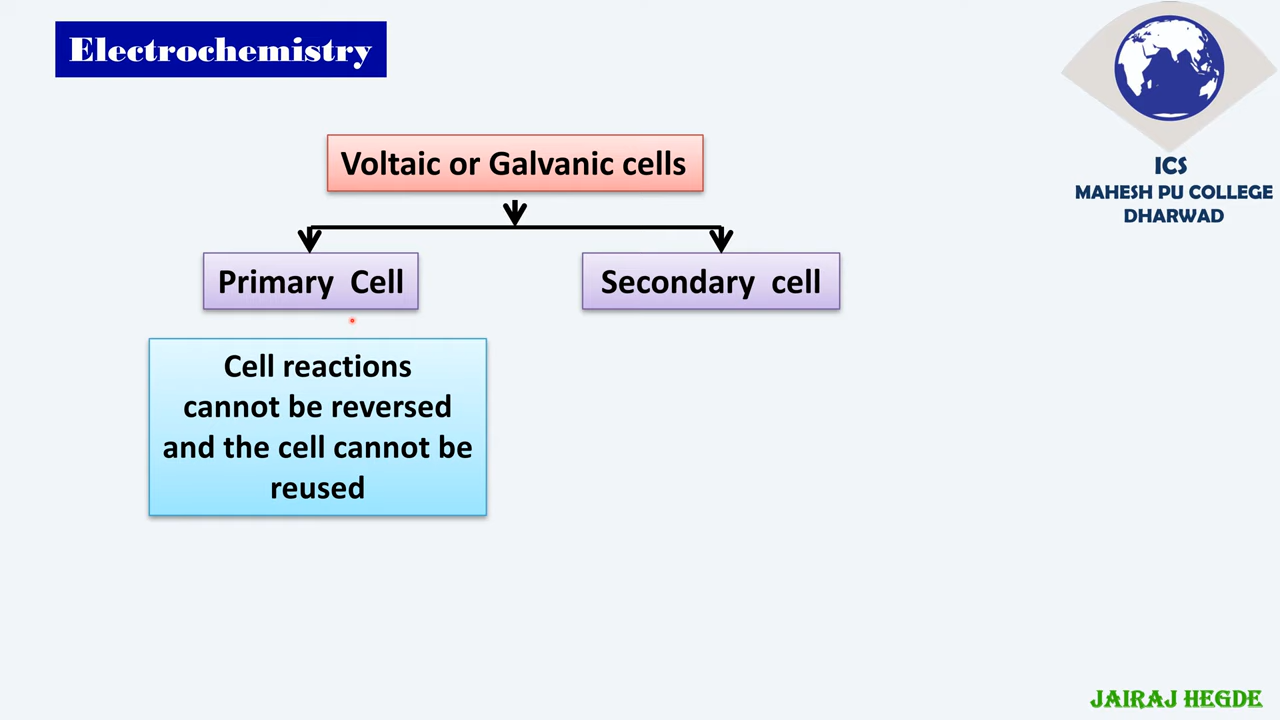 Electrochemistry
ICS
MAHESH PU COLLEGE
DHARWAD
Voltaic or Galvanic cells
Primary Cell
Secondary cell
Cell reactions
cannot be reversed
and the cell cannot be
reused
JAIRAJ HEGDE